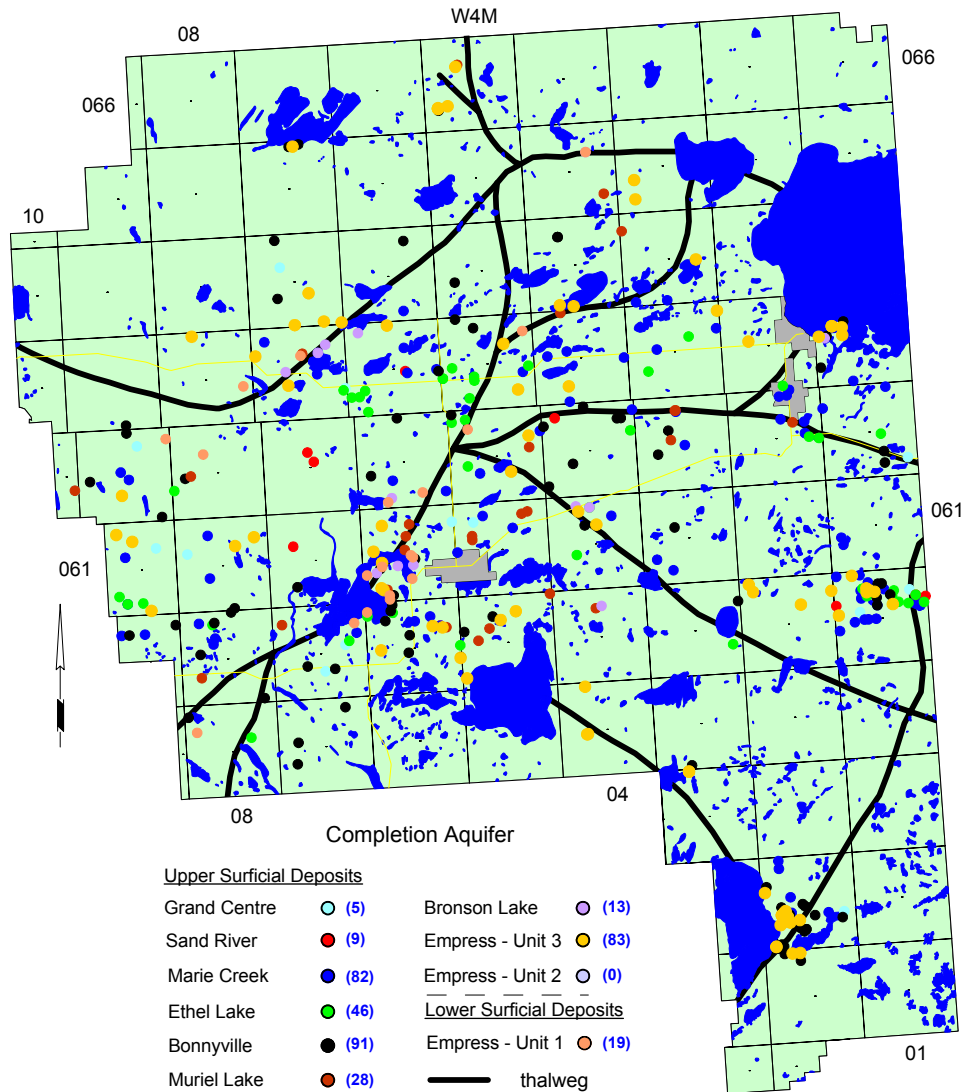 W4M
08
066
066
10
061
061
08
04
01
Completion Aquifer
Upper Surficial Deposits
Grand Centre (5)
Sand River (9)
Marie Creek (82)
Ethel Lake (46)
Bonnyville (91)
Muriel Lake (28)
Bronson Lake (13)
Empress - Unit 3 (83)
Empress - Unit 2 (0)
Lower Surficial Deposits
Empress - Unit 1 (19)
thalweg